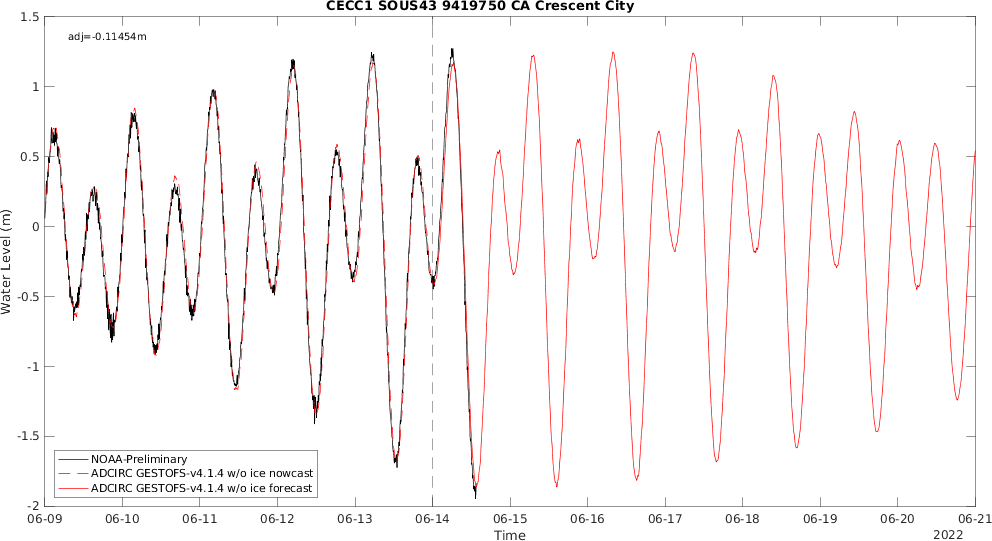 CECC1 SOUS43 9419750 CA Crescent City
adj=-0.11454m
1.5
1
0.5
0
-0.5
-1
-1.5
-2
Water Level (m)
NOAA-Preliminary
ADCIRC GESTOFS-v4.1.4 w/o ice nowcast
ADCIRC GESTOFS-v4.1.4 w/o ice forecast
06-09 06-10 06-11 06-12 06-13 06-14 06-15 06-16 06-17 06-18 06-19 06-20 06-21
Time
2022